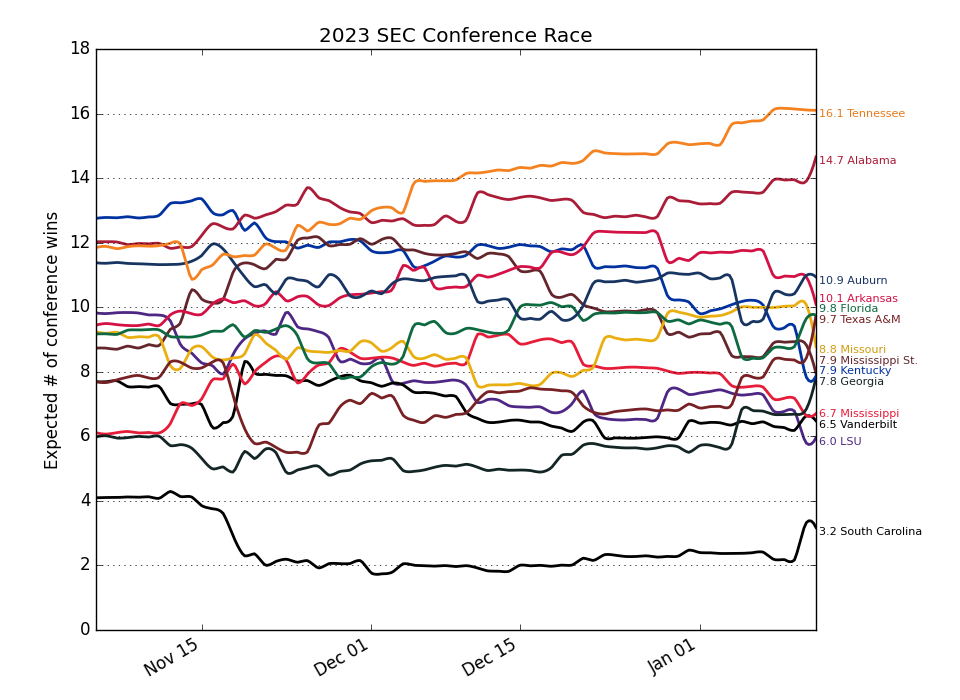 2023 SEC Conference Race
Expected # of conference wins
18
16
14
12
10
8
6
4
2
0
Nov 15
Dec 01
Dec 15
Jan 01
16.1 Tennessee
14.7 Alabama
10.9 Auburn
10.1 Arkansas
9.8 Florida
9.7 Texas A&M
8.8 Missouri
7.9 Mississippi St.
7.9 Kentucky
7.8 Georgia
6.7 Mississippi
6.5 Vanderbilt
6.0 LSU
3.2 South Carolina